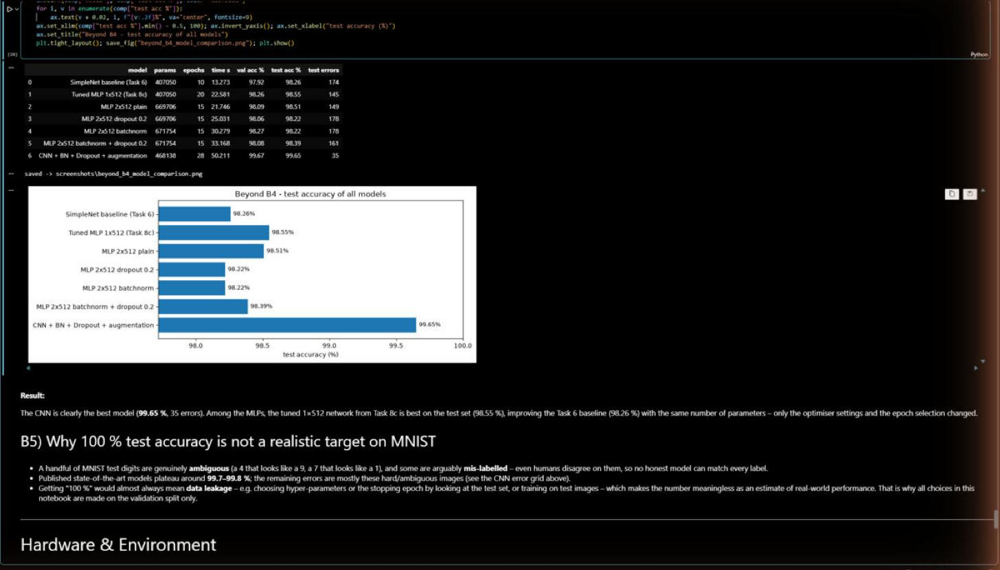 for i, v in enumerate(comp["test acc %"]):
ax.text(v + 0.02, i, f"{v:.2f}%", va="center", fontsize=9)
ax.set_xlim(comp["test acc %"].min() - 0.5, 100); ax.invert_yaxis(); ax.set_xlabel("test accuracy (%)")
ax.set_title("Beyond B4 - test accuracy of all models")
plt.tight_layout(); save_fig("beyond_b4_model_comparison.png"); plt.show()
[28]
Python
model params epochs time s val acc % test acc % test errors
0 SimpleNet baseline (Task 6) 407050 10 13.273 97.92 98.26 174
1 Tuned MLP 1x512 (Task 8c) 407050 20 22.581 98.26 98.55 145
2 MLP 2x512 plain 669706 15 21.746 98.09 98.51 149
3 MLP 2x512 dropout 0.2 669706 15 25.031 98.06 98.22 178
4 MLP 2x512 batchnorm 671754 15 30.279 98.27 98.22 178
5 MLP 2x512 batchnorm + dropout 0.2 671754 15 33.168 98.08 98.39 161
6 CNN + BN + Dropout + augmentation 468138 28 50.211 99.67 99.65 35
saved -> screenshots\beyond_b4_model_comparison.png
Beyond B4 - test accuracy of all models
SimpleNet baseline (Task 6) 98.26%
Tuned MLP 1x512 (Task 8c) 98.55%
MLP 2x512 plain 98.51%
MLP 2x512 dropout 0.2 98.22%
MLP 2x512 batchnorm 98.22%
MLP 2x512 batchnorm + dropout 0.2 98.39%
CNN + BN + Dropout + augmentation 99.65%
98.0 98.5 99.0 99.5 100.0
test accuracy (%)
Result:
The CNN is clearly the best model (99.65 %, 35 errors). Among the MLPs, the tuned 1×512 network from Task 8c is best on the test set (98.55 %), improving the Task 6 baseline (98.26 %) with the same number of parameters – only the optimiser settings and the epoch selection changed.
B5) Why 100 % test accuracy is not a realistic target on MNIST
• A handful of MNIST test digits are genuinely ambiguous (a 4 that looks like a 9, a 7 that looks like a 1), and some are arguably mis-labelled – even humans disagree on them, so no honest model can match every label.
• Published state-of-the-art models plateau around 99.7–99.8 %; the remaining errors are mostly these hard/ambiguous images (see the CNN error grid above).
• Getting "100 %" would almost always mean data leakage – e.g. choosing hyper-parameters or the stopping epoch by looking at the test set, or training on test images – which makes the number meaningless as an estimate of real-world performance. That is why all choices in this
notebook are made on the validation split only.
Hardware & Environment